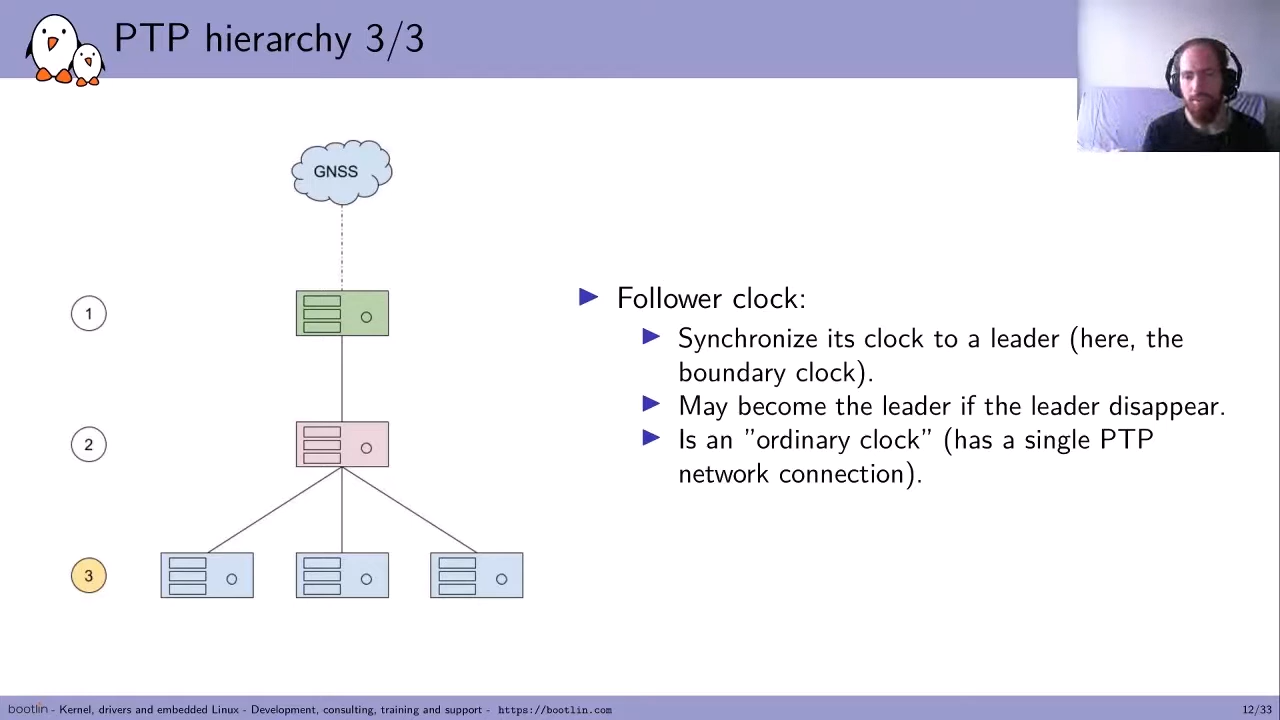 PTP hierarchy 3/3
GNSS
1
2
3
Follower clock:
Synchronize its clock to a leader (here, the
boundary clock).
May become the leader if the leader disappear.
Is an ”ordinary clock” (has a single PTP
network connection).
bootlin - Kernel, drivers and embedded Linux - Development, consulting, training and support - https://bootlin.com
12/33